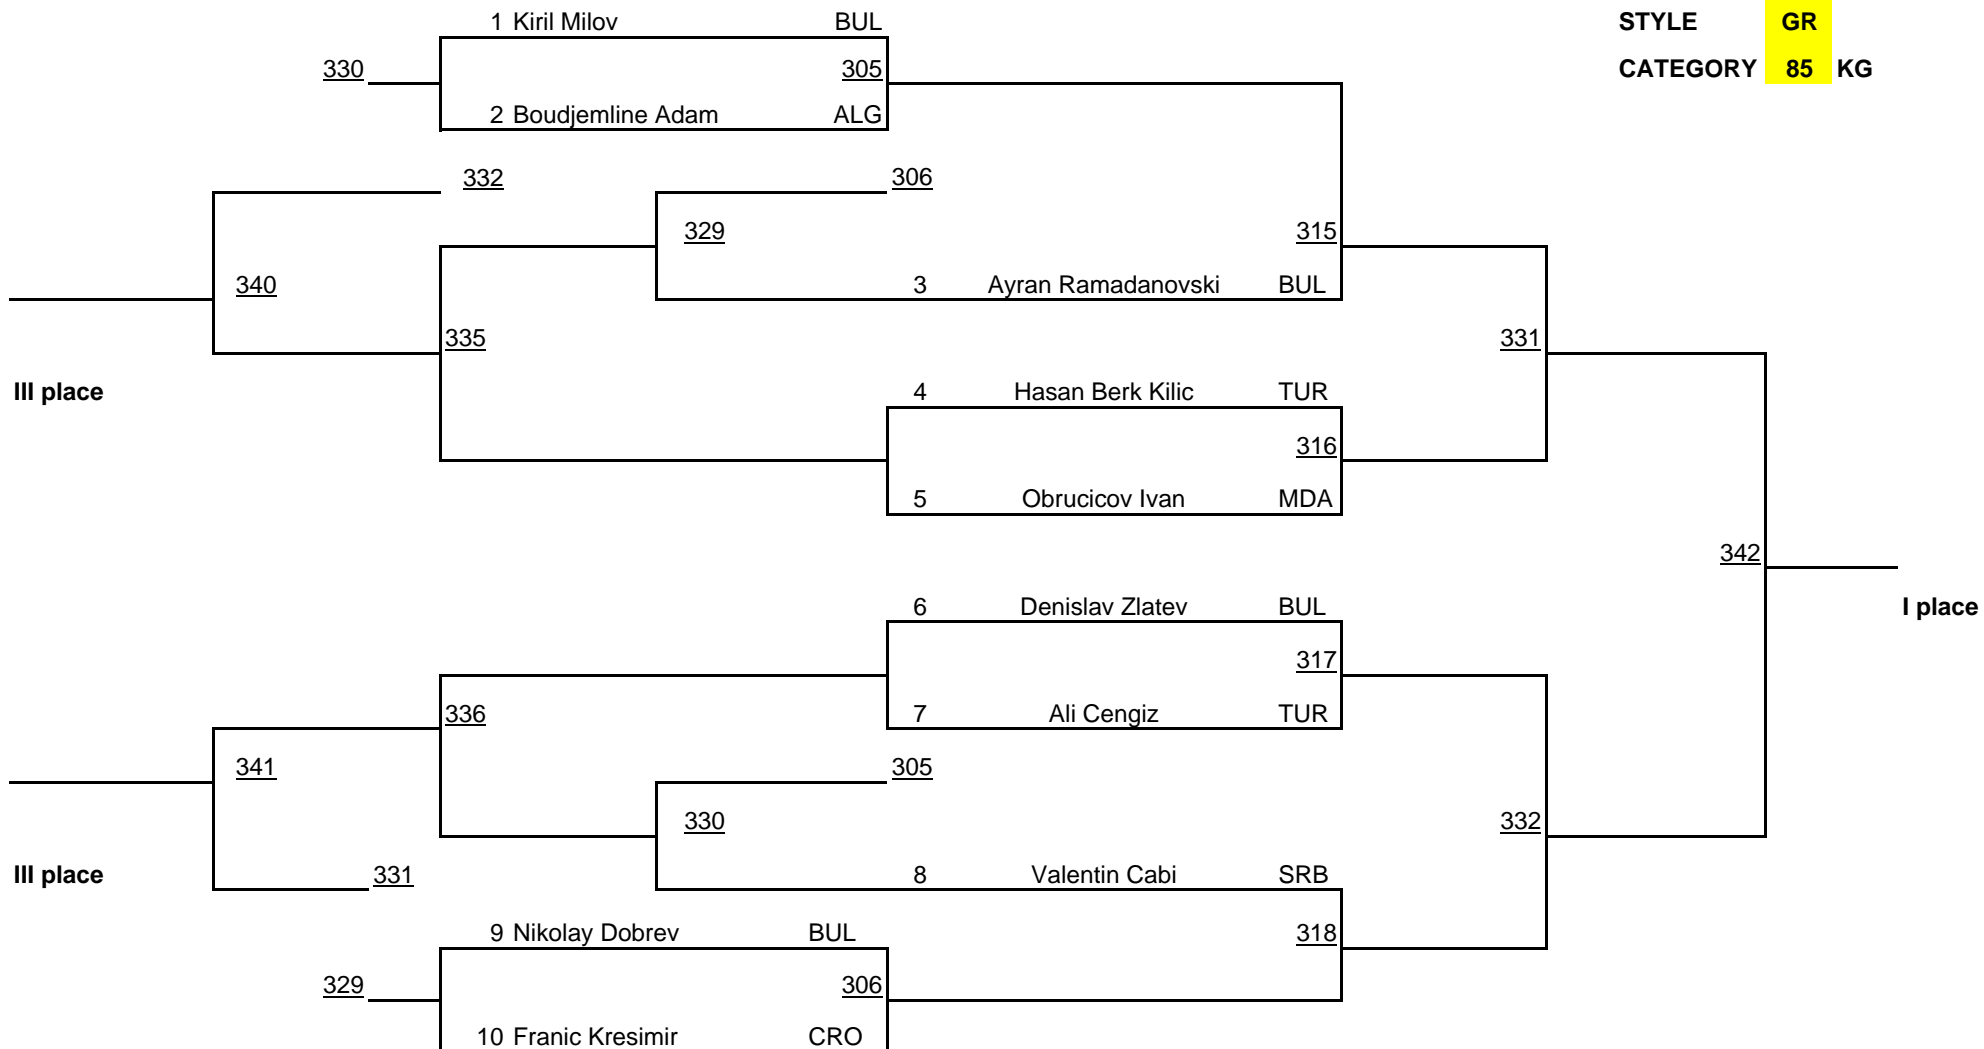 1 Kiril Milov BUL STYLE GR
330 305 CATEGORY 85 KG
2 Boudjemline Adam ALG
332 306
329 315
340 3 Ayran Ramadanovski BUL
335 331
III place 4 Hasan Berk Kilic TUR
316
5 Obrucicov Ivan MDA
342
6 Denislav Zlatev BUL I place
317
336 7 Ali Cengiz TUR
341 305
330 332
III place 331 8 Valentin Cabi SRB
9 Nikolay Dobrev BUL 318
329 306
10 Franic Kresimir CRO